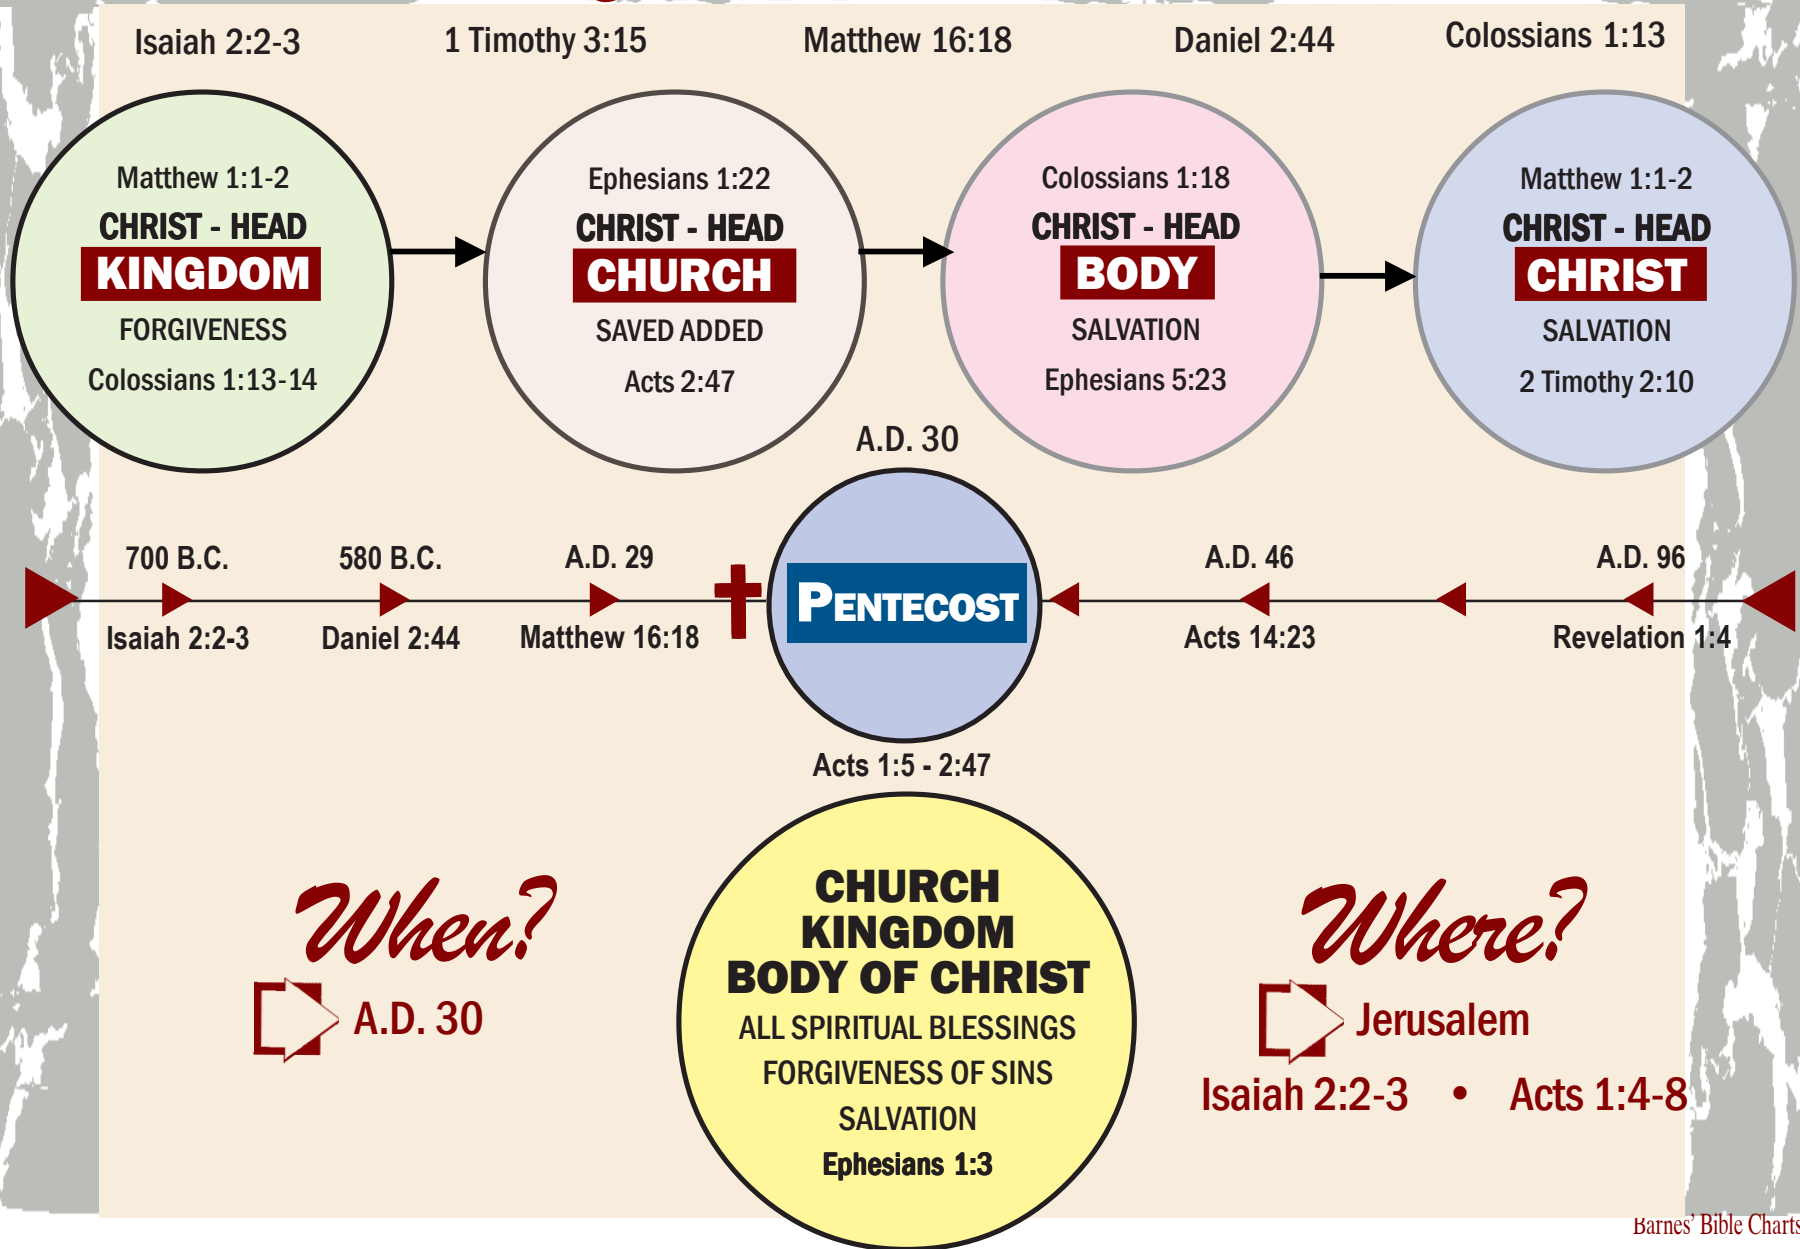 Isaiah 2:2-3 1 Timothy 3:15 Matthew 16:18 Daniel 2:44 Colossians 1:13
Matthew 1:1-2
CHRIST - HEAD
KINGDOM
FORGIVENESS
Colossians 1:13-14
Ephesians 1:22
CHRIST - HEAD
CHURCH
SAVED ADDED
Acts 2:47
Colossians 1:18
CHRIST - HEAD
BODY
SALVATION
Ephesians 5:23
Matthew 1:1-2
CHRIST - HEAD
CHRIST
SALVATION
2 Timothy 2:10
A.D. 30
700 B.C. 580 B.C. A.D. 29 A.D. 46 A.D. 96
PENTECOST
Isaiah 2:2-3 Daniel 2:44 Matthew 16:18 Acts 14:23 Revelation 1:4
Acts 1:5 - 2:47
When?
A.D. 30
CHURCH
KINGDOM
BODY OF CHRIST
ALL SPIRITUAL BLESSINGS
FORGIVENESS OF SINS
SALVATION
Ephesians 1:3
Where?
Jerusalem
Isaiah 2:2-3 • Acts 1:4-8
Barnes' Bible Charts